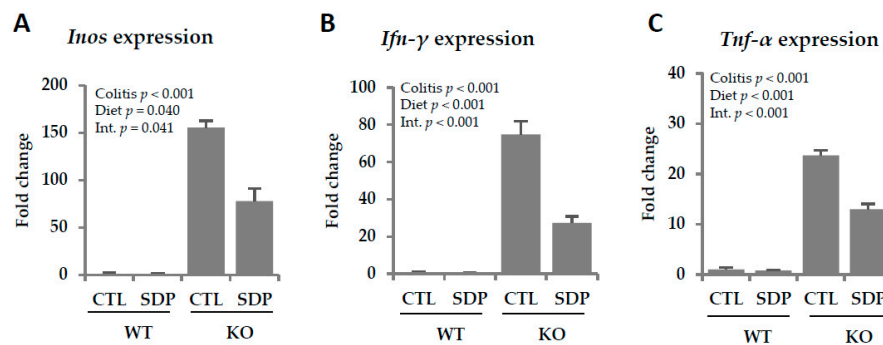 A
Inos expression
Fold change
200
150
100
50
0
Colitis p < 0.001
Diet p = 0.040
Int. p = 0.041
CTL SDP CTL SDP
WT KO
B
Ifn-γ expression
Fold change
100
80
60
40
20
0
Colitis p < 0.001
Diet p < 0.001
Int. p < 0.001
CTL SDP CTL SDP
WT KO
C
Tnf-α expression
Fold change
40
30
20
10
0
Colitis p < 0.001
Diet p < 0.001
Int. p < 0.001
CTL SDP CTL SDP
WT KO